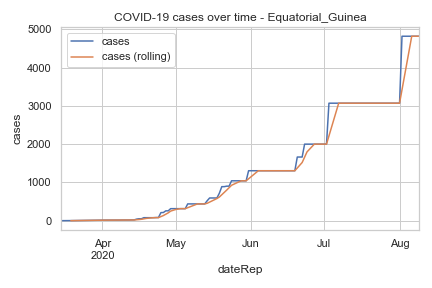 COVID-19 cases over time - Equatorial_Guinea
cases
cases (rolling)
5000
4000
3000
2000
1000
0
cases
Apr
2020
May
Jun
Jul
Aug
dateRep